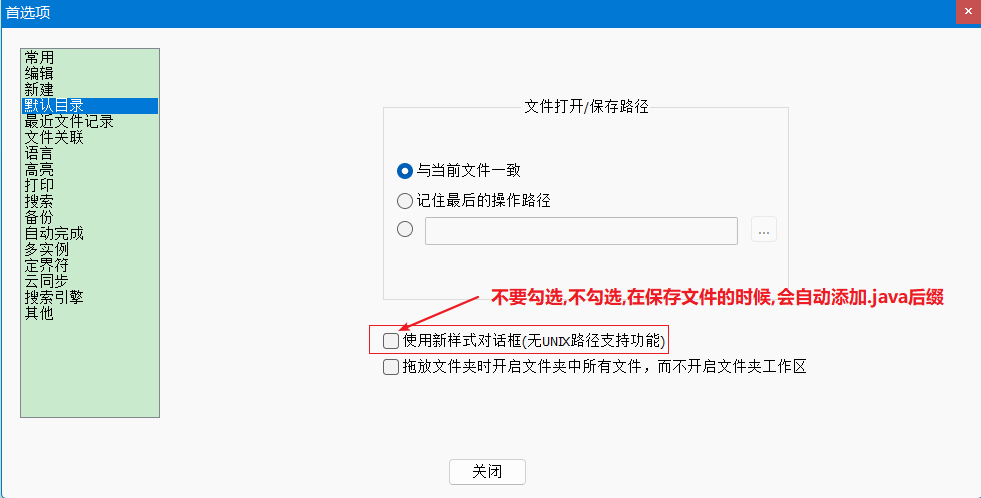 首选项
×
常用
编辑
新建
默认目录
最近文件记录
文件关联
语言
高亮
打印
搜索
备份
自动完成
多实例
定界符
云同步
搜索引擎
其他
文件打开/保存路径
与当前文件一致
记住最后的操作路径
...
不要勾选,不勾选,在保存文件的时候,会自动添加.java后缀
使用新样式对话框(无UNIX路径支持功能)
拖放文件夹时开启文件夹中所有文件，而不开启文件夹工作区
关闭